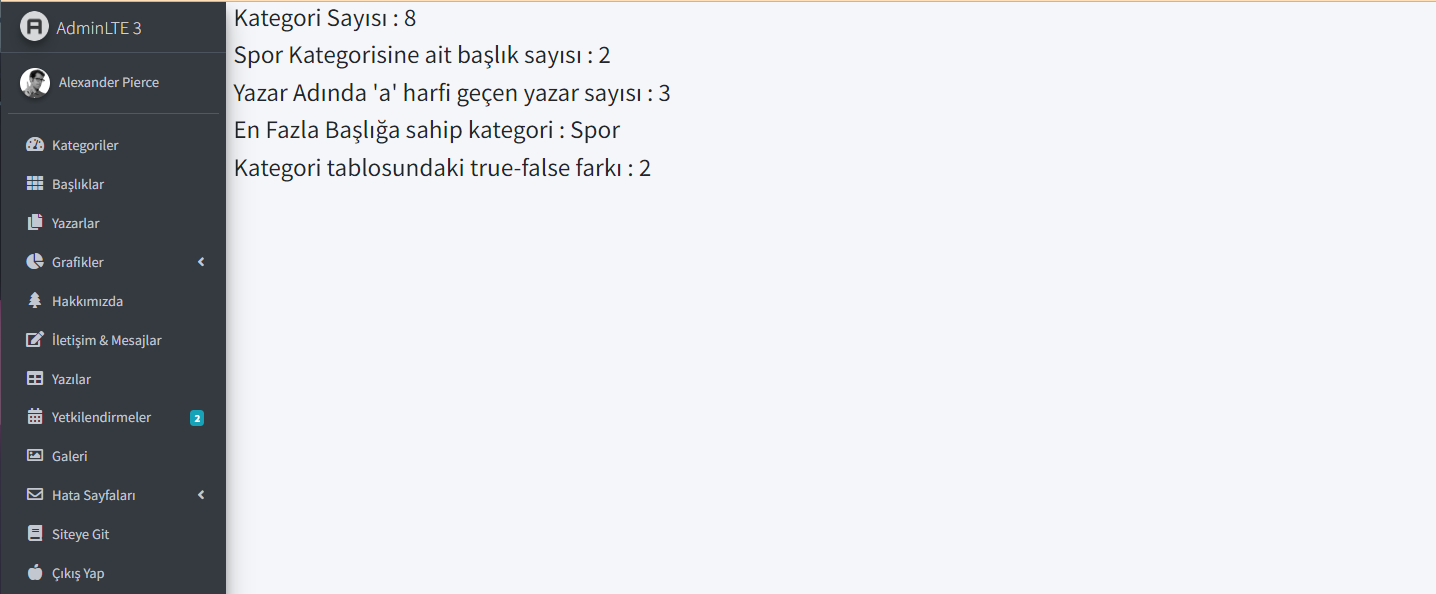 AdminLTE 3
Alexander Pierce
Kategoriler
Başlıklar
Yazarlar
Grafikler
Hakkımızda
İletişim & Mesajlar
Yazılar
Yetkilendirmeler 2
Galeri
Hata Sayfaları
Siteye Git
Çıkış Yap
Kategori Sayısı : 8
Spor Kategorisine ait başlık sayısı : 2
Yazar Adında 'a' harfi geçen yazar sayısı : 3
En Fazla Başlığa sahip kategori : Spor
Kategori tablosundaki true-false farkı : 2